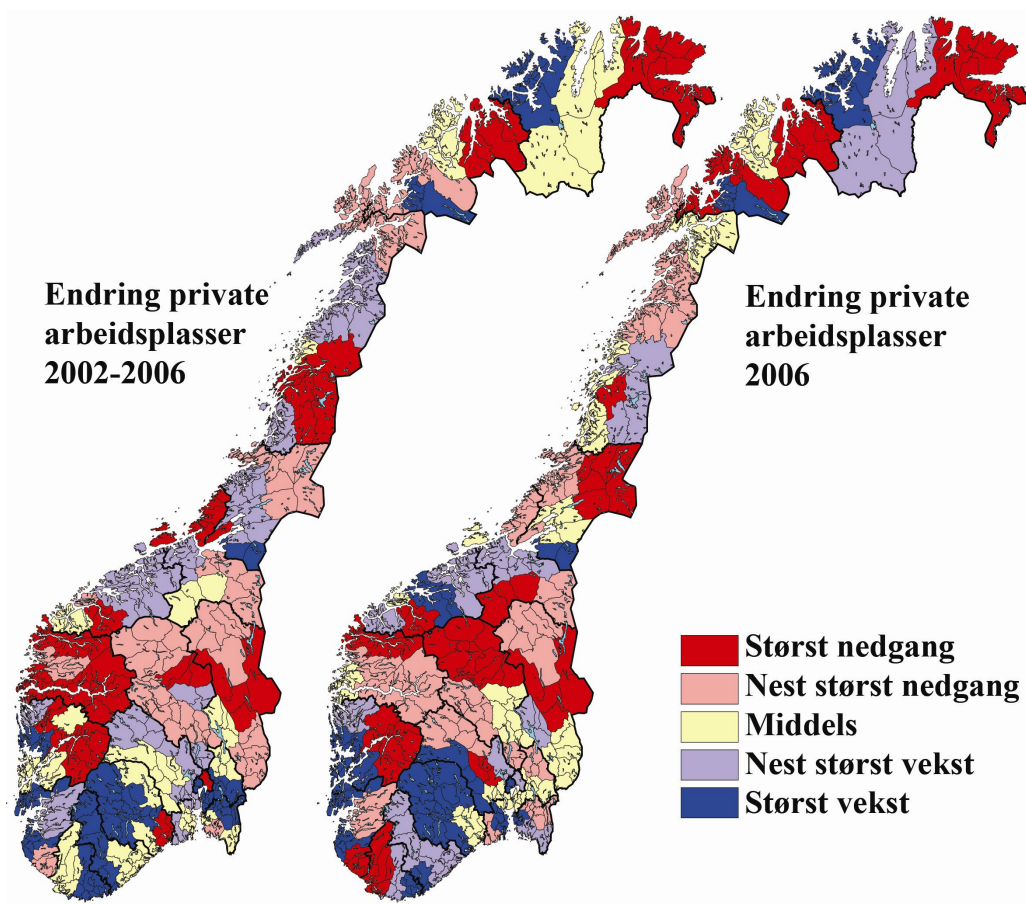 Endring private
arbeidsplasser
2002-2006
Endring private
arbeidsplasser
2006
Størst nedgang
Nest størst nedgang
Middels
Nest størst vekst
Størst vekst